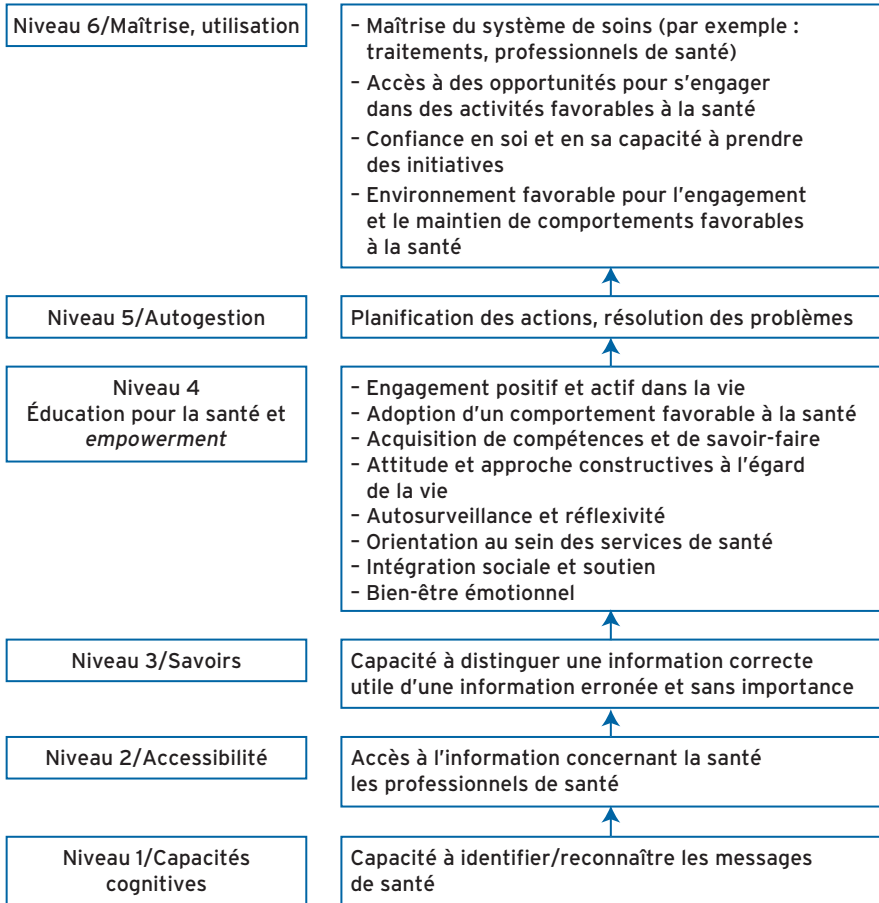 Niveau 6/Maîtrise, utilisation
– Maîtrise du système de soins (par exemple :
traitements, professionnels de santé)
– Accès à des opportunités pour s'engager
dans des activités favorables à la santé
– Confiance en soi et en sa capacité à prendre
des initiatives
– Environnement favorable pour l'engagement
et le maintien de comportements favorables
à la santé
Niveau 5/Autogestion
Planification des actions, résolution des problèmes
Niveau 4
Éducation pour la santé et
empowerment
– Engagement positif et actif dans la vie
– Adoption d'un comportement favorable à la santé
– Acquisition de compétences et de savoir-faire
– Attitude et approche constructives à l'égard
de la vie
– Autosurveillance et réflexivité
– Orientation au sein des services de santé
– Intégration sociale et soutien
– Bien-être émotionnel
Niveau 3/Savoirs
Capacité à distinguer une information correcte
utile d'une information erronée et sans importance
Niveau 2/Accessibilité
Accès à l'information concernant la santé
les professionnels de santé
Niveau 1/Capacités
cognitives
Capacité à identifier/reconnaître les messages
de santé